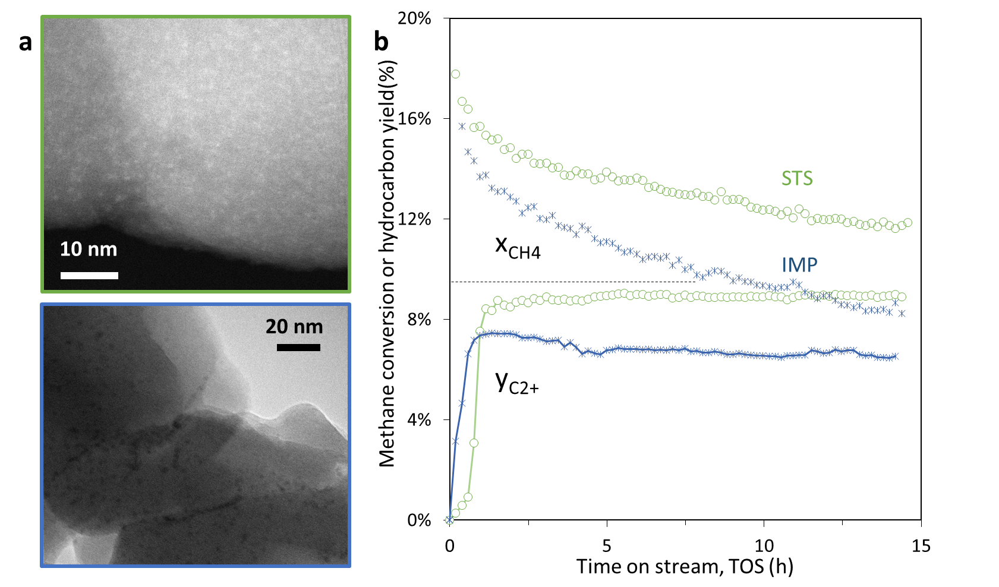 a
10 nm
20 nm
b
Methane conversion or hydrocarbon yield(%)
20%
16%
12%
8%
4%
0%
STS
IMP
xCH4
yC2+
0
5
10
15
Time on stream, TOS (h)